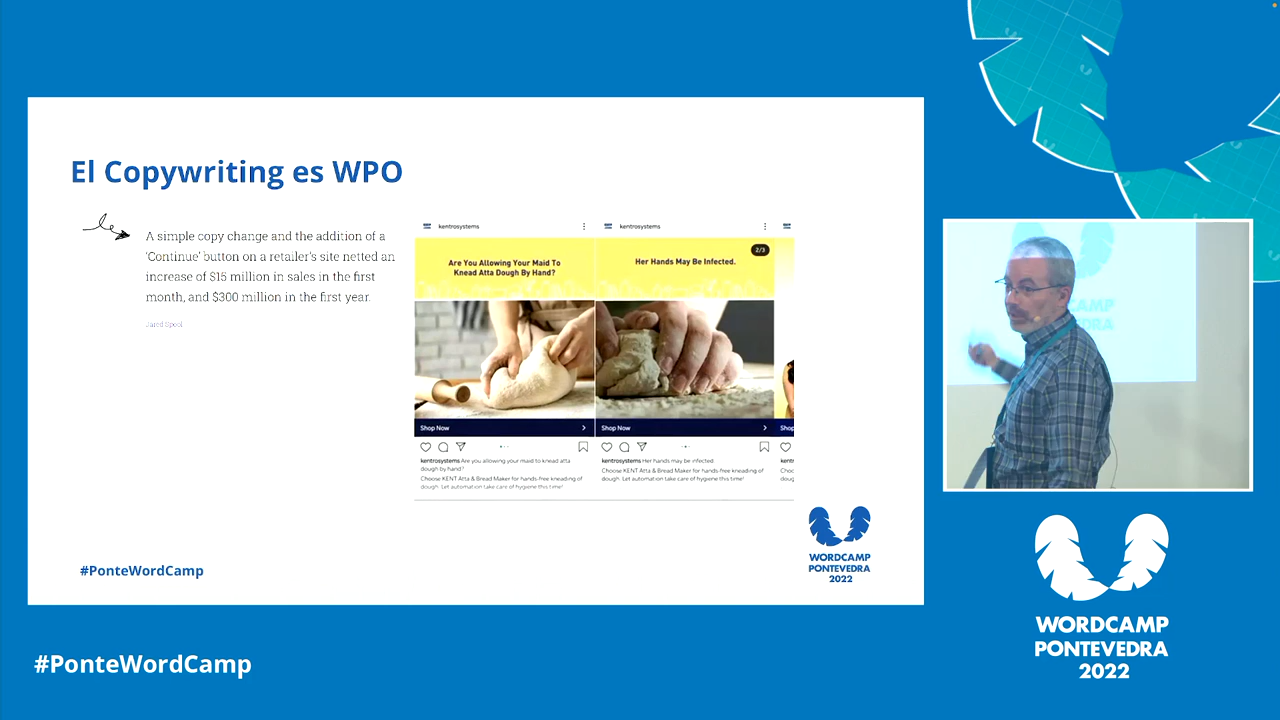 El Copywriting es WPO
A simple copy change and the addition of a
'Continue' button on a retailer's site netted an
increase of $15 million in sales in the first
month, and $300 million in the first year.
Jared Spool
kentrosystems
Are You Allowing Your Maid To
Knead Atta Dough By Hand?
Shop Now
kentrosystems Are you allowing your maid to knead atta
dough by hand?
Choose KENT Atta & Bread Maker for hands-free kneading of
dough. Let automation take care of hygiene this time!
kentrosystems
2/3
Her Hands May Be Infected.
Shop Now
kentrosystems Her hands may be infected.
Choose KENT Atta & Bread Maker for hands-free kneading of
dough. Let automation take care of hygiene this time!
Shop
kentr
Choo
doug
#PonteWordCamp
WORDCAMP
PONTEVEDRA
2022
#PonteWordCamp
WORDCAMP
PONTEVEDRA
2022